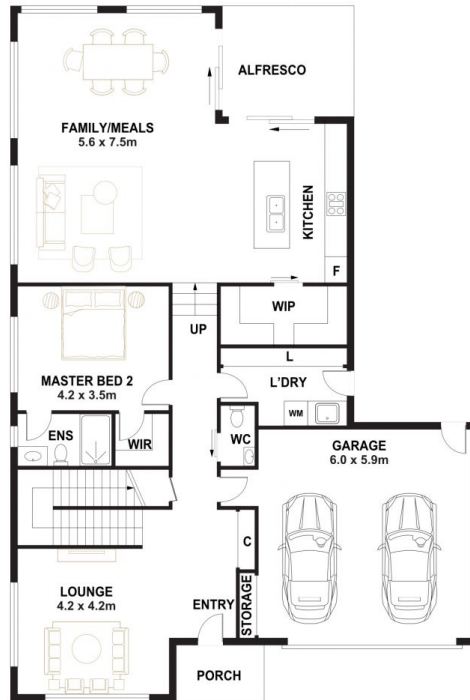 ALFRESCO
FAMILY/MEALS
5.6 x 7.5m
KITCHEN
F
WIP
UP
L
MASTER BED 2
4.2 x 3.5m
L'DRY
WM
ENS
WIR
WC
GARAGE
6.0 x 5.9m
C
LOUNGE
4.2 x 4.2m
ENTRY
STORAGE
PORCH